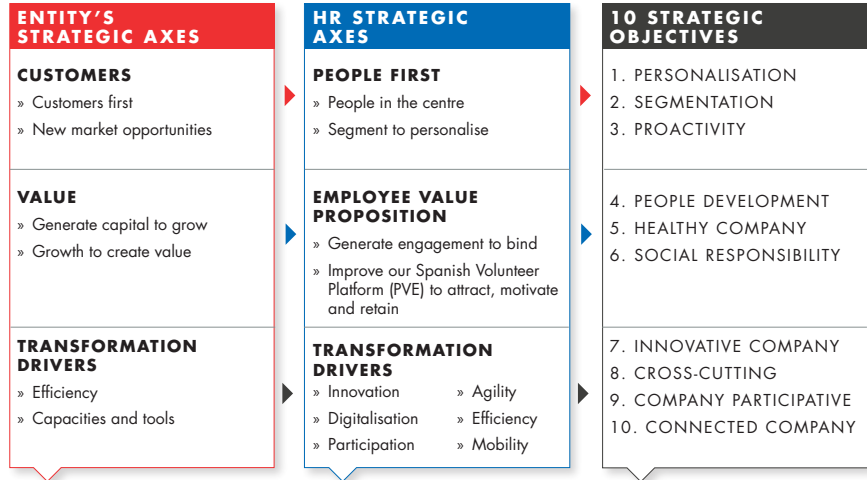 ENTITY'S
STRATEGIC AXES
CUSTOMERS
» Customers first
» New market opportunities
VALUE
» Generate capital to grow
» Growth to create value
TRANSFORMATION
DRIVERS
» Efficiency
» Capacities and tools
HR STRATEGIC
AXES
PEOPLE FIRST
» People in the centre
» Segment to personalise
EMPLOYEE VALUE
PROPOSITION
» Generate engagement to bind
» Improve our Spanish Volunteer
Platform (PVE) to attract, motivate
and retain
TRANSFORMATION
DRIVERS
» Innovation
» Digitalisation
» Participation
» Agility
» Efficiency
» Mobility
10 STRATEGIC
OBJECTIVES
1. PERSONALISATION
2. SEGMENTATION
3. PROACTIVITY
4. PEOPLE DEVELOPMENT
5. HEALTHY COMPANY
6. SOCIAL RESPONSIBILITY
7. INNOVATIVE COMPANY
8. CROSS-CUTTING
9. COMPANY PARTICIPATIVE
10. CONNECTED COMPANY